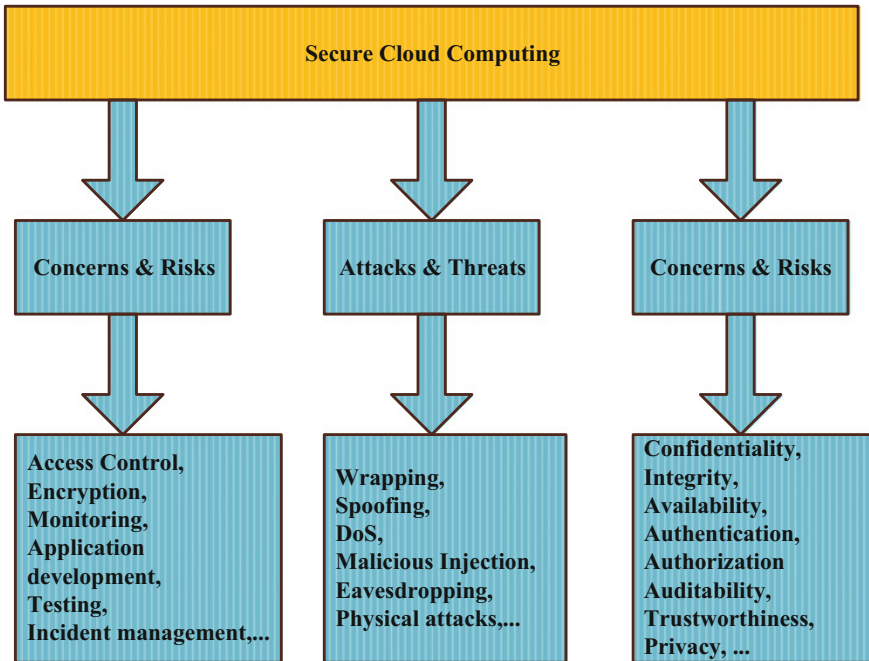 Secure Cloud Computing
Concerns & Risks
Attacks & Threats
Concerns & Risks
Access Control,
Encryption,
Monitoring,
Application
development,
Testing,
Incident management,...
Wrapping,
Spoofing,
DoS,
Malicious Injection,
Eavesdropping,
Physical attacks,...
Confidentiality,
Integrity,
Availability,
Authentication,
Authorization
Auditability,
Trustworthiness,
Privacy, ...